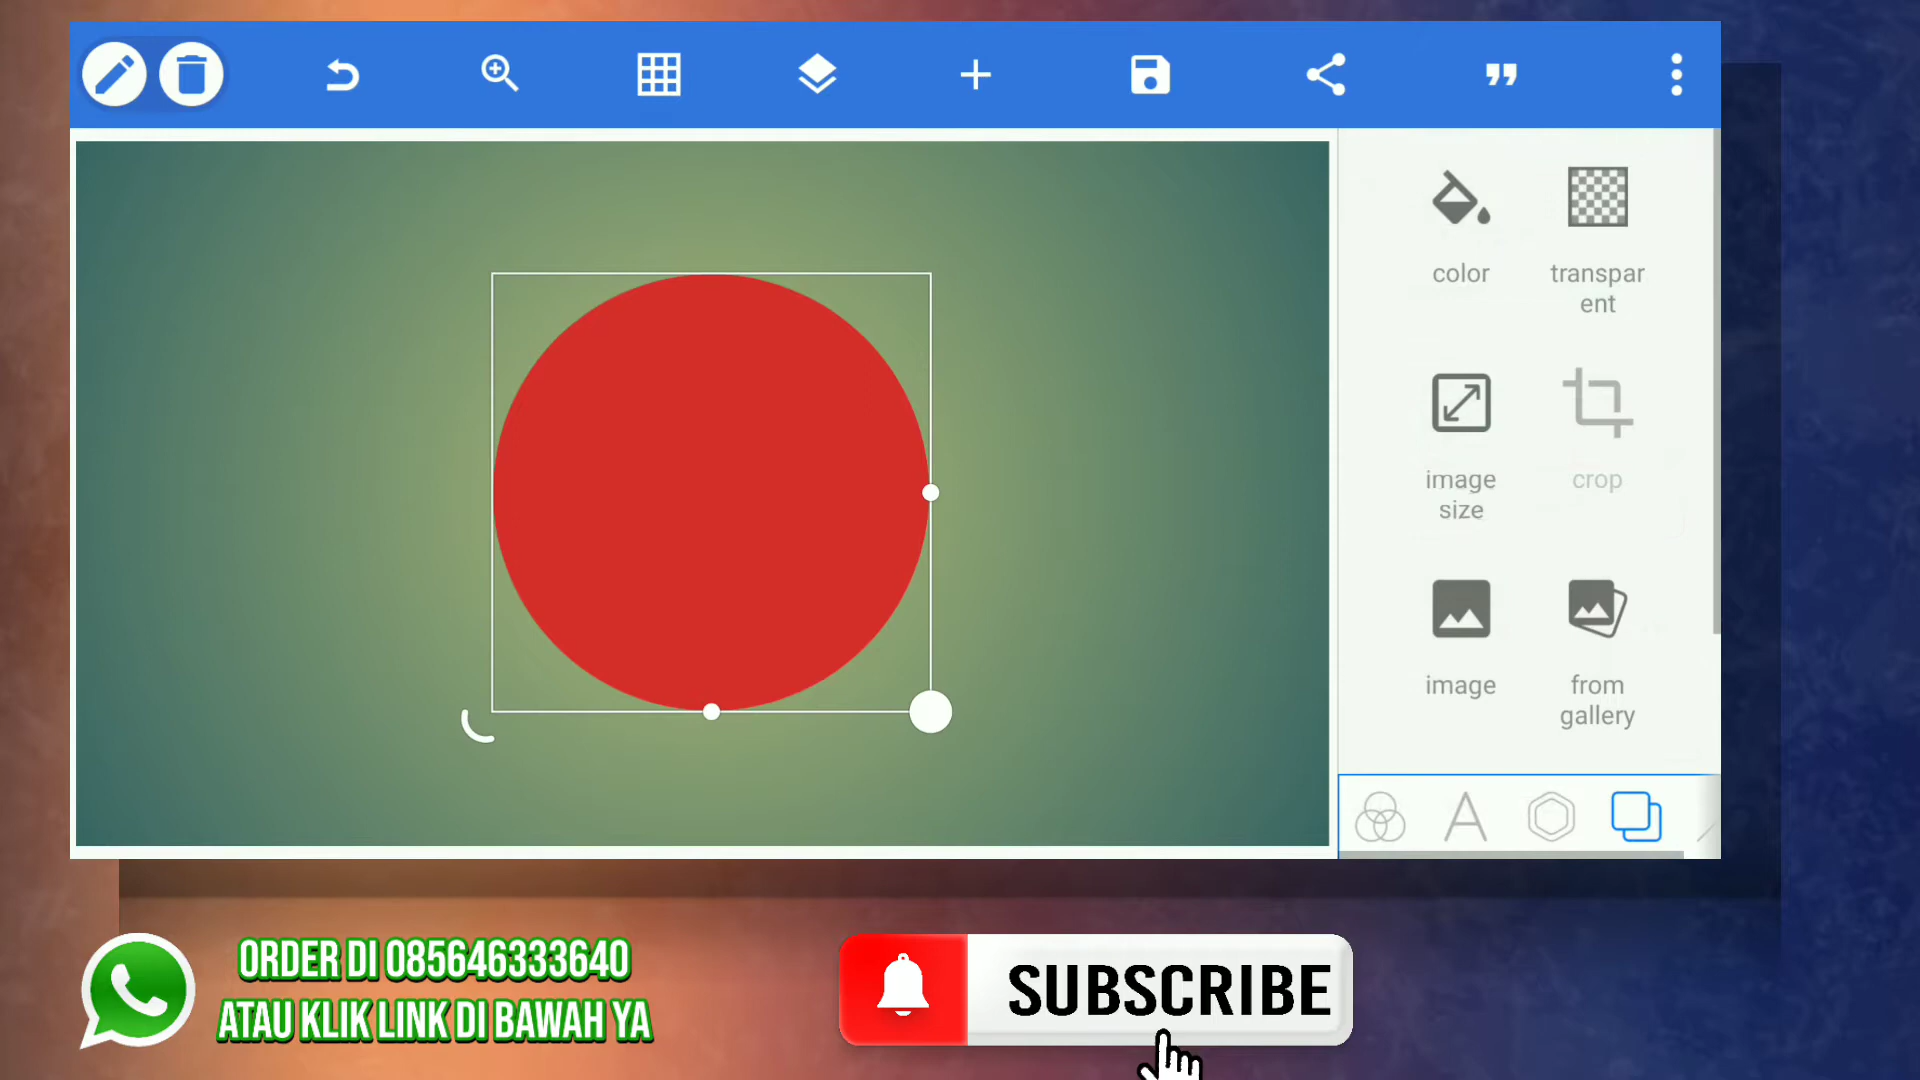 color
transpar
ent
image
size
crop
image
from
gallery
ORDER DI 085646333640
ATAU KLIK LINK DI BAWAH YA
SUBSCRIBE